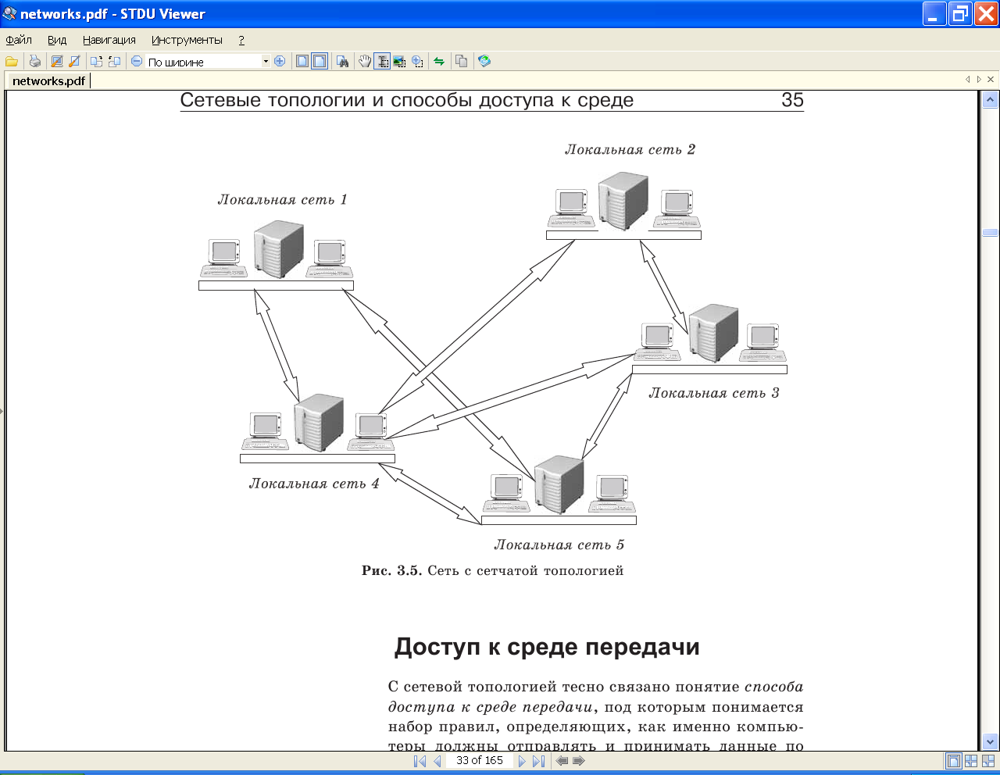 networks.pdf - STDU Viewer
Файл Вид Навигация Инструменты ?
По ширине
networks.pdf
Сетевые топологии и способы доступа к среде 35
Локальная сеть 2
Локальная сеть 1
Локальная сеть 3
Локальная сеть 4
Локальная сеть 5
Рис. 3.5. Сеть с сетчатой топологией
Доступ к среде передачи
С сетевой топологией тесно связано понятие способа
доступа к среде передачи, под которым понимается
набор правил, определяющих, как именно компью-
теры должны отправлять и принимать данные по
33 of 165